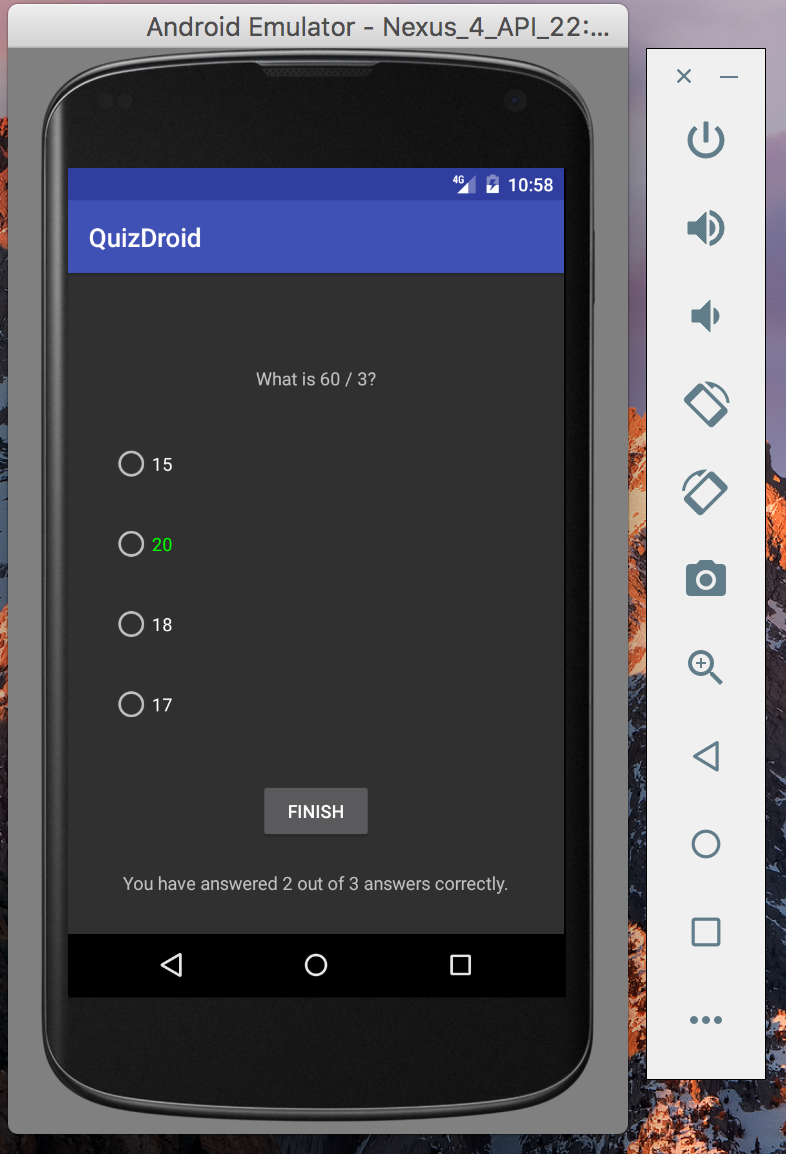 Android Emulator - Nexus_4_API_22:...
4G 10:58
QuizDroid
What is 60 / 3?
15
20
18
17
FINISH
You have answered 2 out of 3 answers correctly.